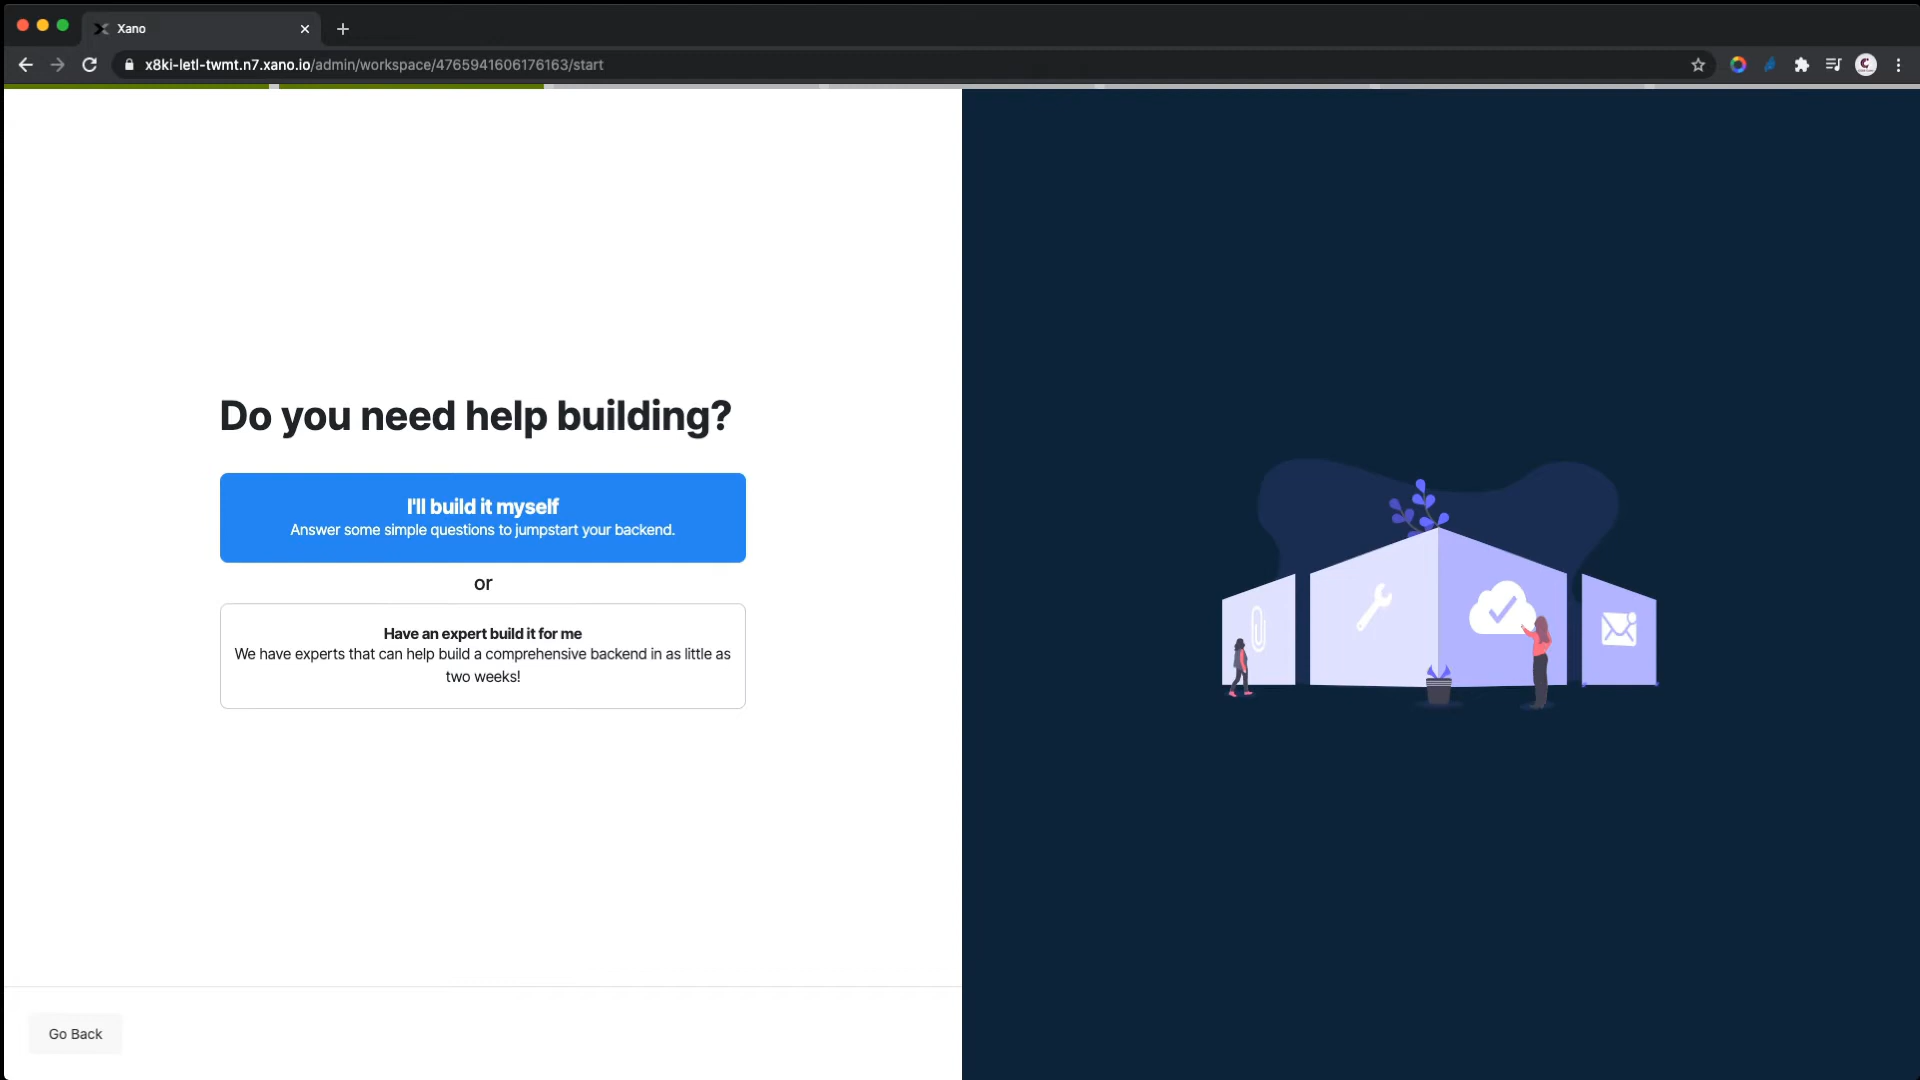 Xano
x8ki-letl-twmt.n7.xano.io/admin/workspace/4765941606176163/start
Do you need help building?
I'll build it myself
Answer some simple questions to jumpstart your backend.
or
Have an expert build it for me
We have experts that can help build a comprehensive backend in as little as
two weeks!
Go Back